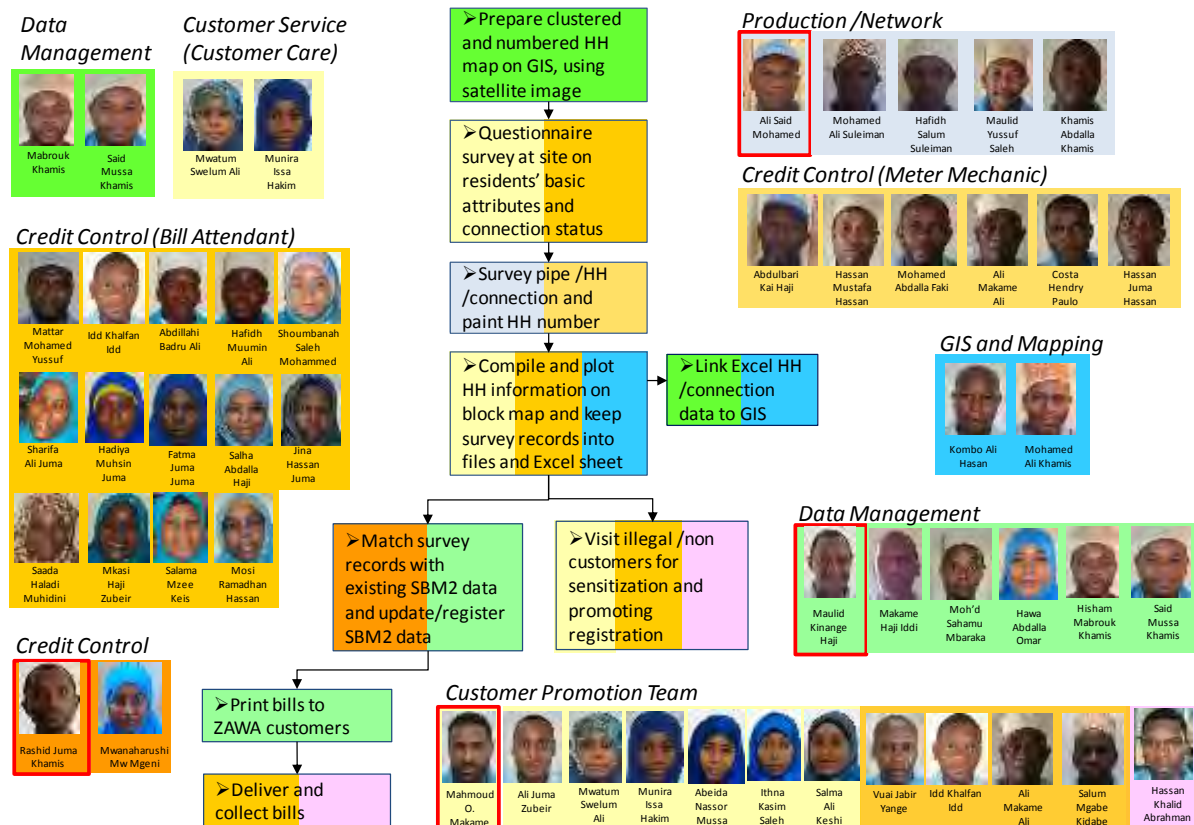 Data
Management
Mabrouk
Khamis
Said
Mussa
Khamis
Customer Service
(Customer Care)
Mwatum
Swelum Ali
Munira
Issa
Hakim
➢Prepare clustered
and numbered HH
map on GIS, using
satellite image
➢Questionnaire
survey at site on
residents' basic
attributes and
connection status
➢Survey pipe /HH
/connection and
paint HH number
➢Compile and plot
HH information on
block map and keep
survey records into
files and Excel sheet
➢Link Excel HH
/connection
data to GIS
➢Match survey
records with
existing SBM2 data
and update/register
SBM2 data
➢Visit illegal /non
customers for
sensitization and
promoting
registration
➢Print bills to
ZAWA customers
➢Deliver and
collect bills
Production /Network
Ali Said
Mohamed
Mohamed
Ali Suleiman
Hafidh
Salum
Suleiman
Maulid
Yussuf
Saleh
Khamis
Abdalla
Khamis
Credit Control (Meter Mechanic)
Abdulbari
Kai Haji
Hassan
Mustafa
Hassan
Mohamed
Abdalla Faki
Ali
Makame
Ali
Costa
Hendry
Paulo
Hassan
Juma
Hassan
Credit Control (Bill Attendant)
Mattar
Mohamed
Yussuf
Idd Khalfan
Idd
Abdillahi
Badru Ali
Hafidh
Muumin
Ali
Shoumbanah
Saleh
Mohammed
Sharifa
Ali Juma
Hadiya
Muhsin
Juma
Fatma
Juma
Juma
Salha
Abdalla
Haji
Jina
Hassan
Juma
Saada
Haladi
Muhidini
Mkasi
Haji
Zubeir
Salama
Mzee
Keis
Mosi
Ramadhan
Hassan
GIS and Mapping
Kombo Ali
Hasan
Mohamed
Ali Khamis
Data Management
Maulid
Kinange
Haji
Makame
Haji Iddi
Moh'd
Sahamu
Mbaraka
Hawa
Abdalla
Omar
Hisham
Mabrouk
Khamis
Said
Mussa
Khamis
Credit Control
Rashid Juma
Khamis
Mwanaharushi
Mw Mgeni
Customer Promotion Team
Mahmoud
O.
Makame
Ali Juma
Zubeir
Mwatum
Swelum
Ali
Munira
Issa
Hakim
Abeida
Nassor
Mussa
Ithna
Kasim
Saleh
Salma
Ali
Keshi
Vuai Jabir
Yange
Idd Khalfan
Idd
Ali
Makame
Ali
Salum
Mgabe
Kidabe
Hassan
Khalid
Abrahman